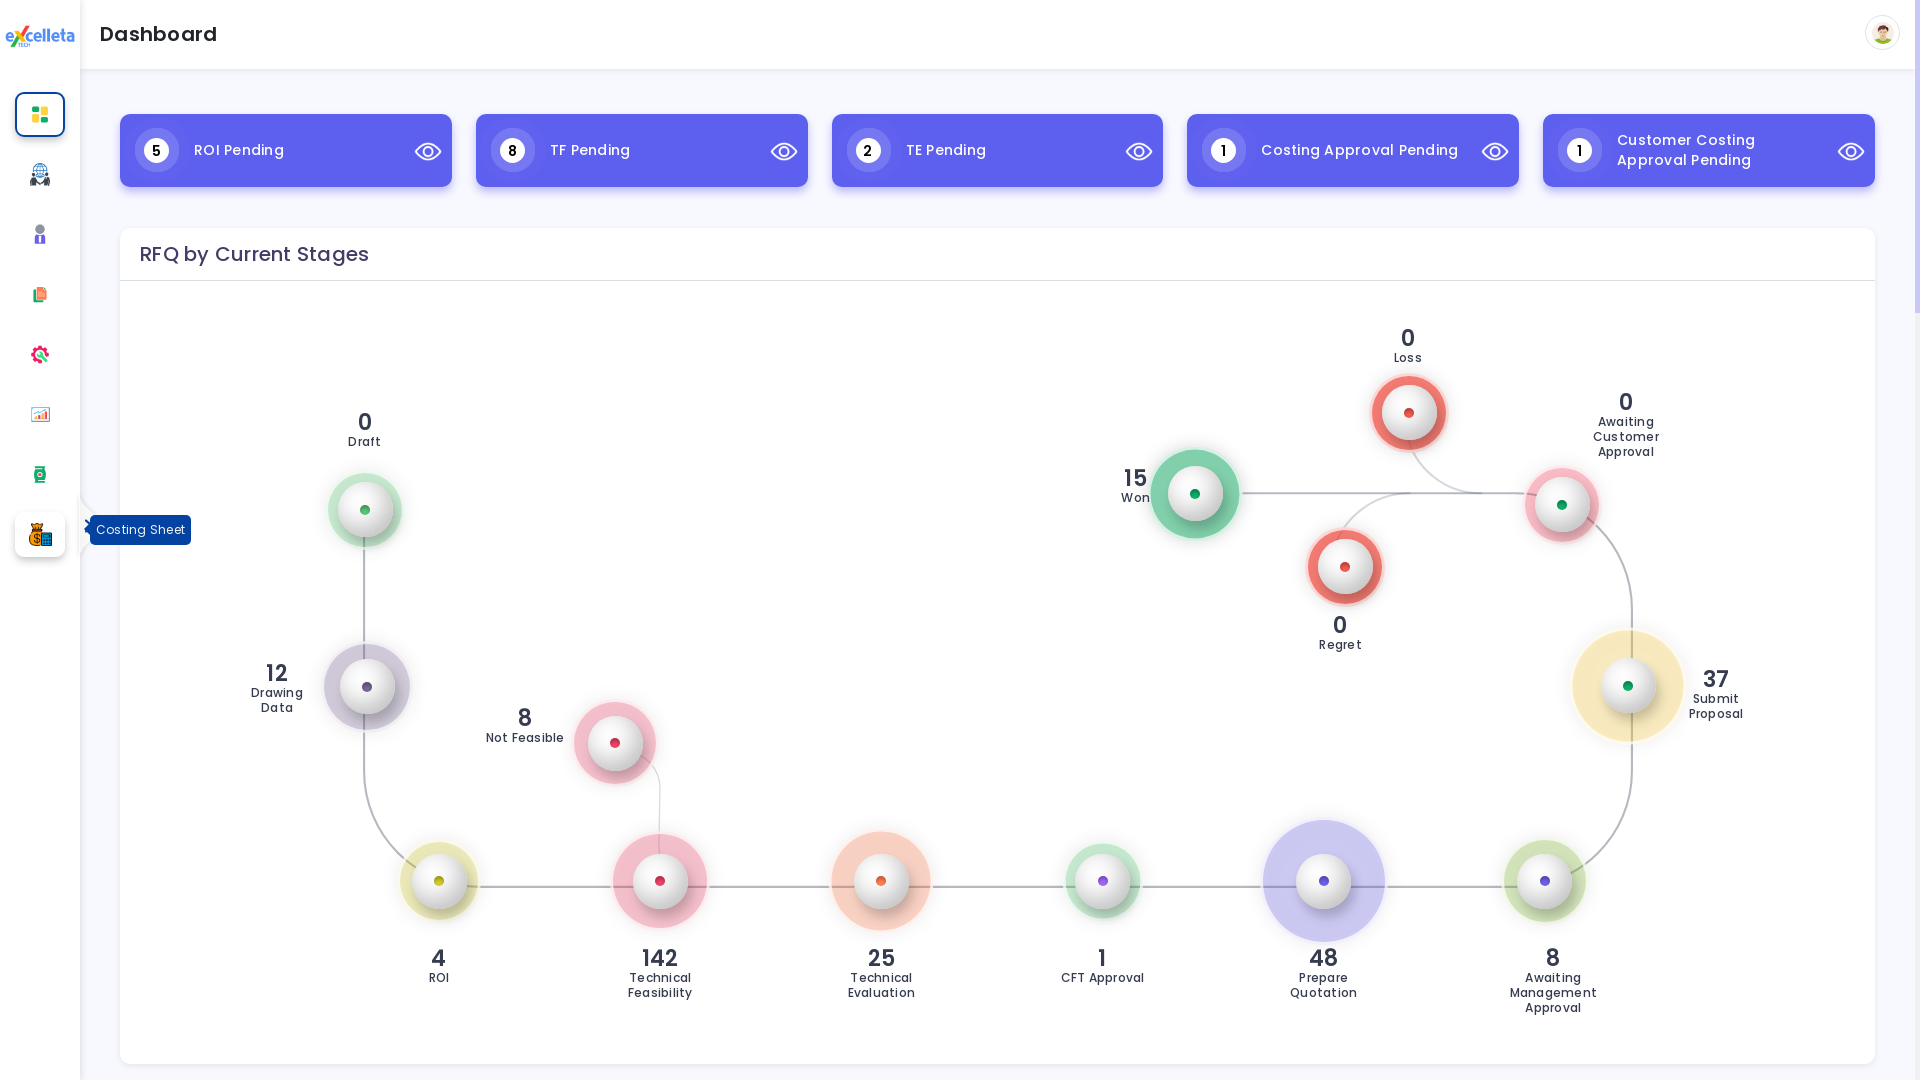 eXcelleta
TECH
Dashboard
5 ROI Pending
8 TF Pending
2 TE Pending
1 Costing Approval Pending
1 Customer Costing
Approval Pending
RFQ by Current Stages
0
Loss
0
Awaiting
Customer
Approval
0
Draft
15
Won
0
Regret
12
Drawing
Data
37
Submit
Proposal
8
Not Feasible
Costing Sheet
4
ROI
142
Technical
Feasibility
25
Technical
Evaluation
1
CFT Approval
48
Prepare
Quotation
8
Awaiting
Management
Approval